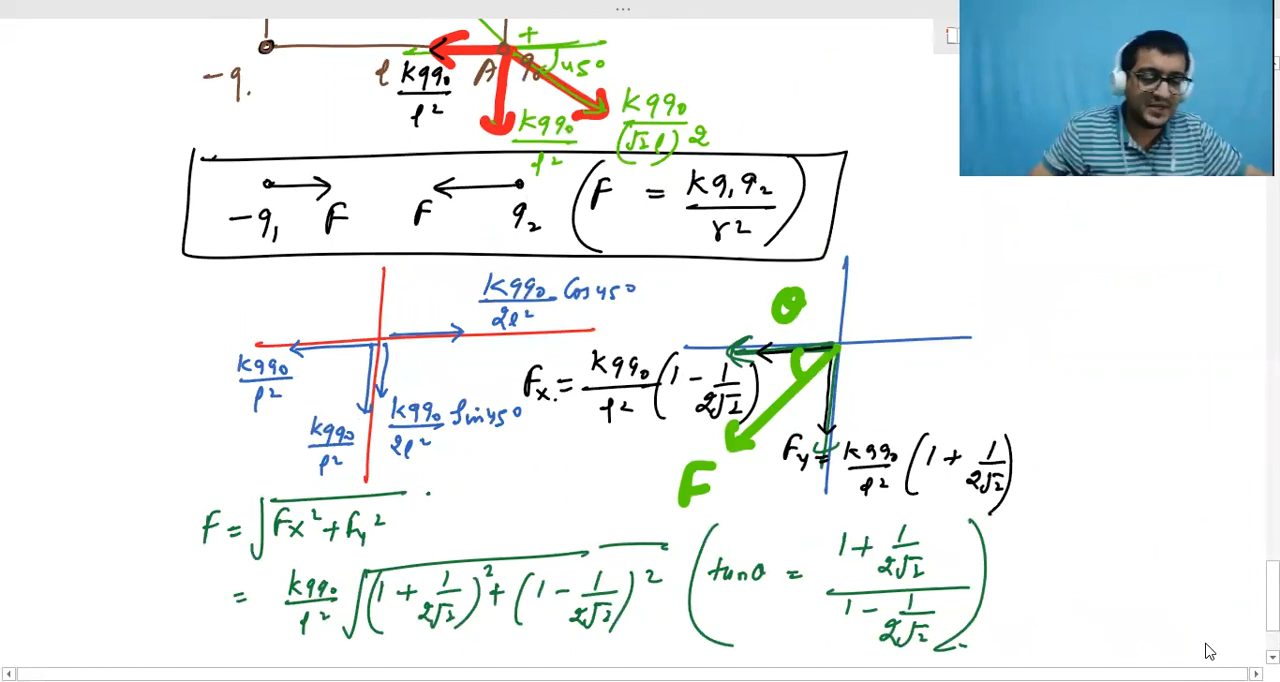 -q. l kqq₀/l² A q₀ + 45°
kqq₀/l² kqq₀/(√2 l)²
-q₁ F F q₂ (F = kq₁q₂/r²)
kqq₀/2l² Cos45° θ
kqq₀/l² Fx = kqq₀/l² (1 - 1/2√2)
kqq₀/l² kqq₀/2l² Sin45° Fy = kqq₀/l² (1 + 1/2√2)
F
F = √(Fx² + Fy²)
= kqq₀/l² √((1 + 1/2√2)² + (1 - 1/2√2)²) (tanθ = (1 + 1/2√2)/(1 - 1/2√2))